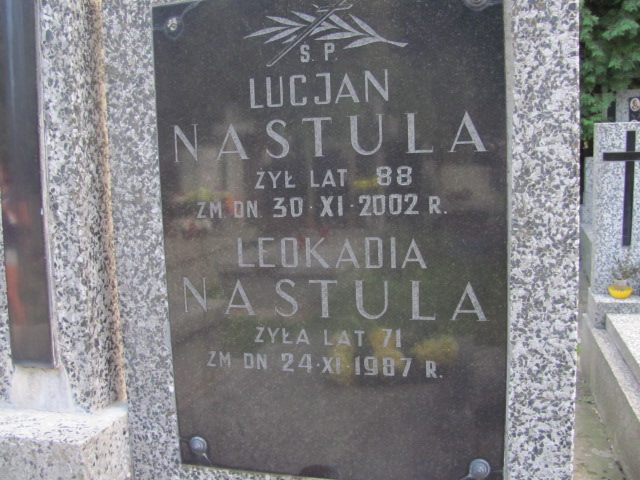 Ś. P.
LUCJAN
NASTULA
ŻYŁ LAT 88
ZM DN. 30·XI·2002 R.
LEOKADIA
NASTULA
ŻYŁA LAT 71
ZM DN 24·XI·1987 R.